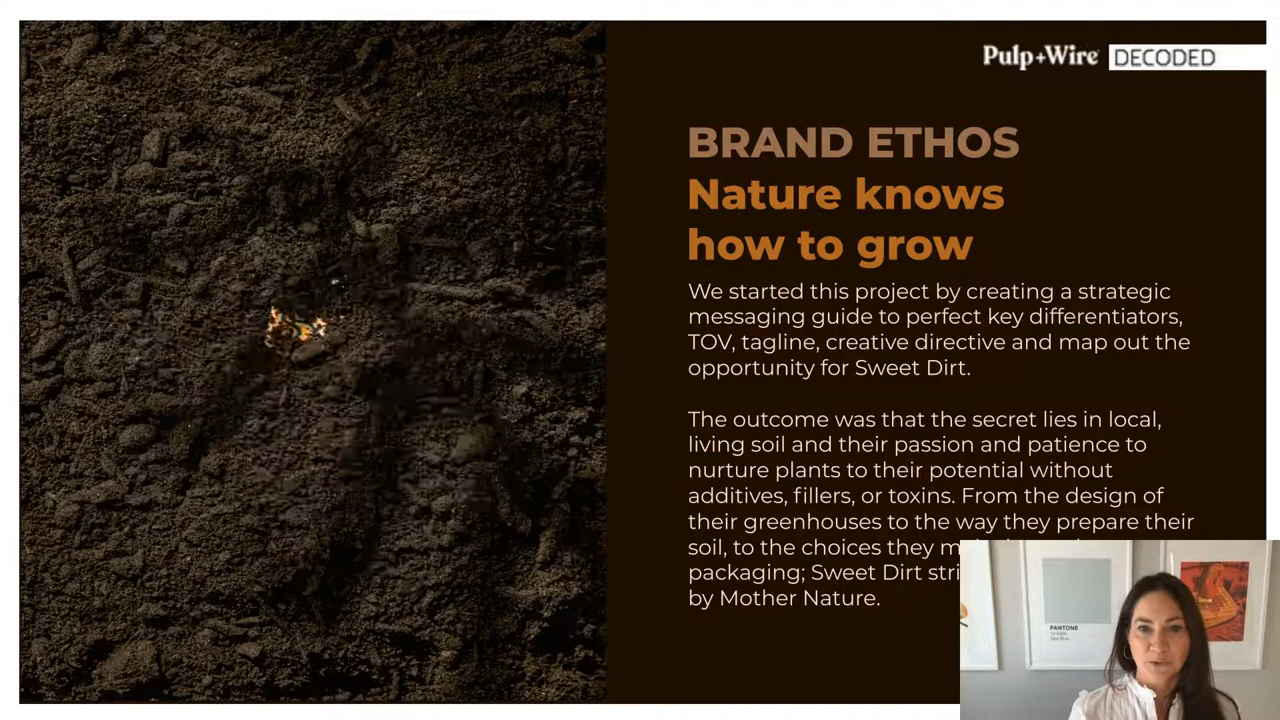 Pulp+Wire DECODED
BRAND ETHOS
Nature knows
how to grow
We started this project by creating a strategic
messaging guide to perfect key differentiators,
TOV, tagline, creative directive and map out the
opportunity for Sweet Dirt.
The outcome was that the secret lies in local,
living soil and their passion and patience to
nurture plants to their potential without
additives, fillers, or toxins. From the design of
their greenhouses to the way they prepare their
soil, to the choices they
packaging; Sweet Dirt
by Mother Nature.
PANTONE